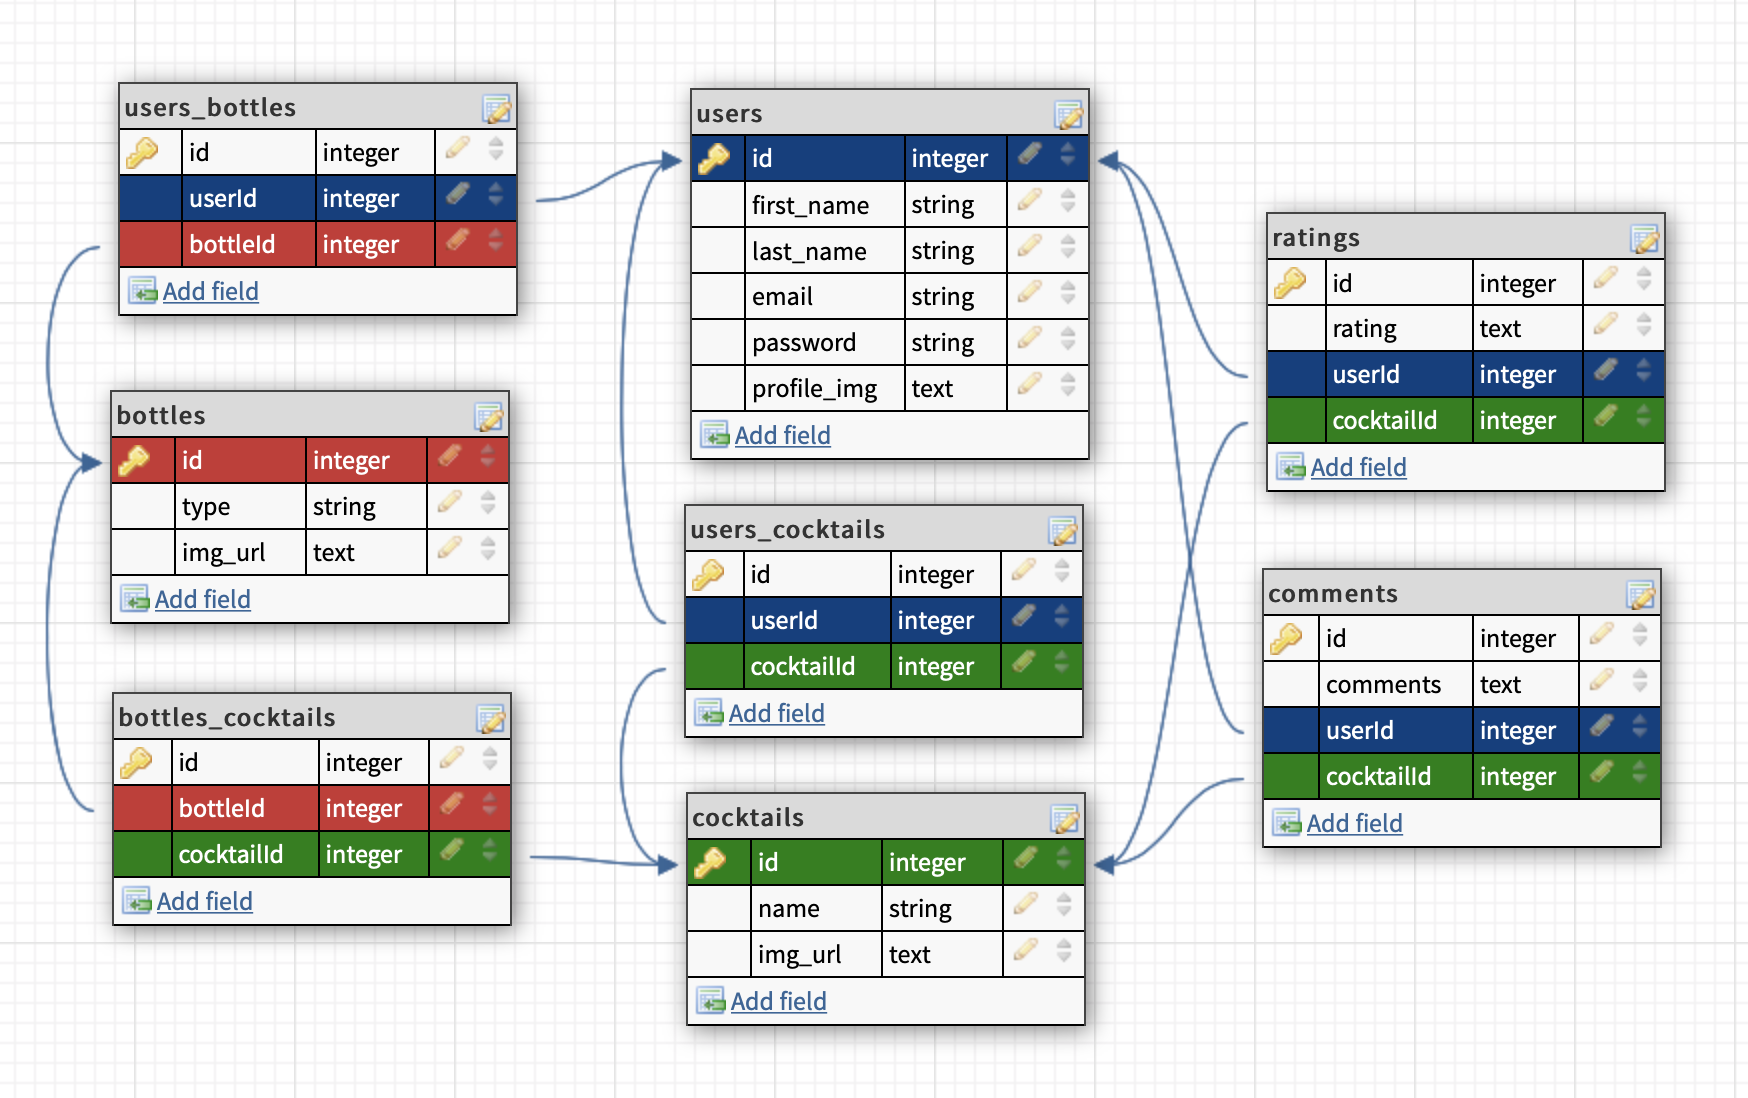 users_bottles
id integer
userId integer
bottleId integer
Add field
bottles
id integer
type string
img_url text
Add field
bottles_cocktails
id integer
bottleId integer
cocktailId integer
Add field
users
id integer
first_name string
last_name string
email string
password string
profile_img text
Add field
users_cocktails
id integer
userId integer
cocktailId integer
Add field
cocktails
id integer
name string
img_url text
Add field
ratings
id integer
rating text
userId integer
cocktailId integer
Add field
comments
id integer
comments text
userId integer
cocktailId integer
Add field